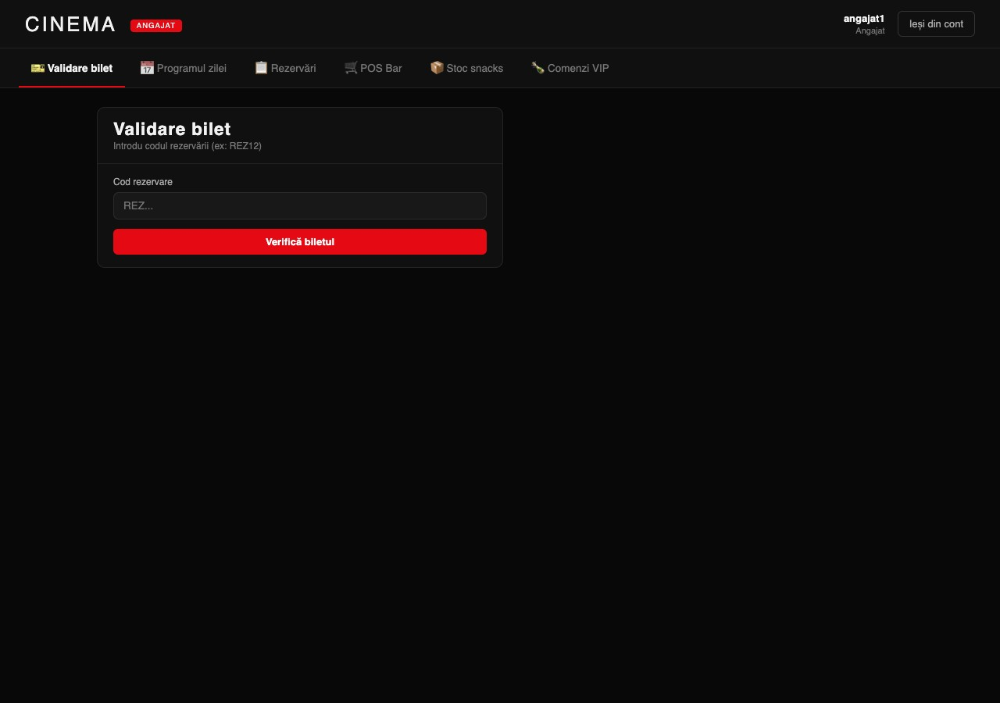 CINEMA ANGAJAT
angajat1
Angajat
Ieși din cont
Validare bilet Programul zilei Rezervări POS Bar Stoc snacks Comenzi VIP
Validare bilet
Introdu codul rezervării (ex: REZ12)
Cod rezervare
REZ...
Verifică biletul